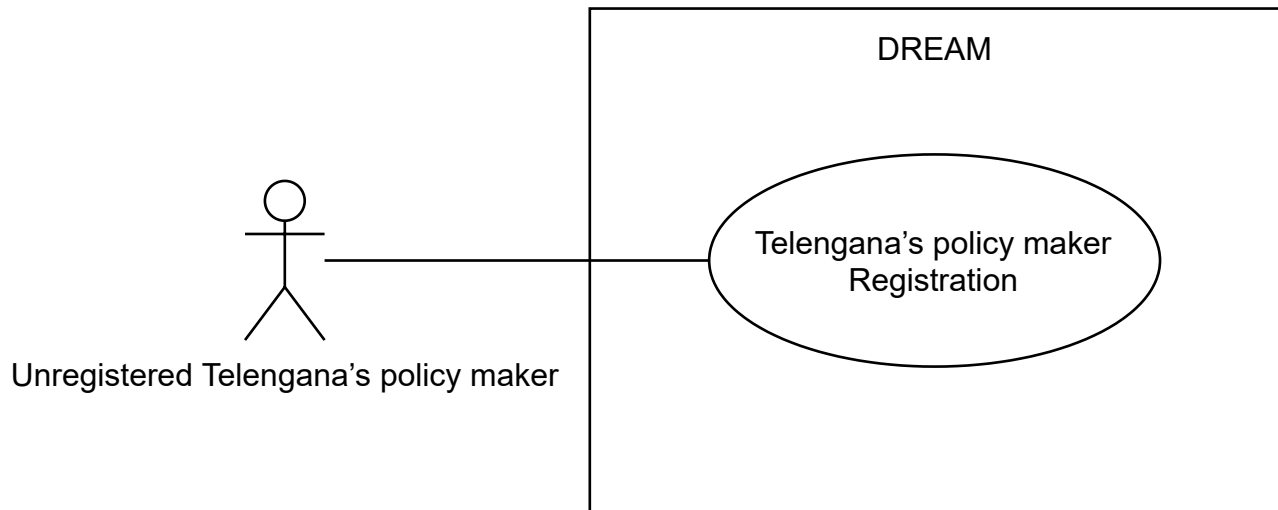 DREAM
Telengana’s policy maker
Registration
Unregistered Telengana’s policy maker